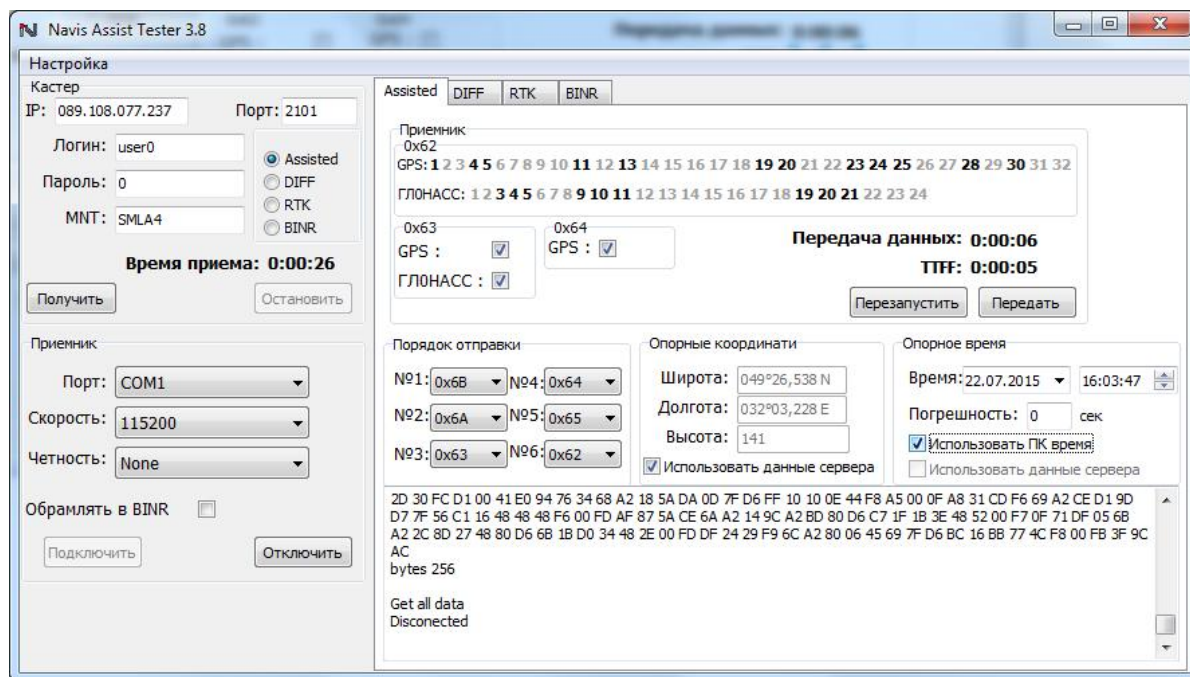 Navis Assist Tester 3.8
Настройка
Кастер
IP: 089.108.077.237 Порт: 2101
Логин: user0
Пароль: 0
MNT: SMLA4
Assisted
DIFF
RTK
BINR
Время приема: 0:00:26
Получить Остановить
Приемник
Порт: COM1
Скорость: 115200
Четность: None
Обрамлять в BINR
Подключить Отключить
Assisted DIFF RTK BINR
Приемник
0x62
GPS: 1 2 3 4 5 6 7 8 9 10 11 12 13 14 15 16 17 18 19 20 21 22 23 24 25 26 27 28 29 30 31 32
ГЛ0НАСС: 1 2 3 4 5 6 7 8 9 10 11 12 13 14 15 16 17 18 19 20 21 22 23 24
0x63
GPS :
ГЛ0НАСС :
0x64
GPS :
Передача данных: 0:00:06
TTFF: 0:00:05
Перезапустить Передать
Порядок отправки
№1: 0x6B №4: 0x64
№2: 0x6A №5: 0x65
№3: 0x63 №6: 0x62
Опорные координати
Широта: 049°26,538 N
Долгота: 032°03,228 E
Высота: 141
Использовать данные сервера
Опорное время
Время: 22.07.2015 16:03:47
Погрешность: 0 сек
Использовать ПК время
Использовать данные сервера
2D 30 FC D1 00 41 E0 94 76 34 68 A2 18 5A DA 0D 7F D6 FF 10 10 0E 44 F8 A5 00 0F A8 31 CD F6 69 A2 CE D1 9D
D7 7F 56 C1 16 48 48 48 F6 00 FD AF 87 5A CE 6A A2 14 9C A2 BD 80 D6 C7 1F 1B 3E 48 52 00 F7 0F 71 DF 05 6B
A2 2C 8D 27 48 80 D6 6B 1B D0 34 48 2E 00 FD DF 24 29 F9 6C A2 80 06 45 69 7F D6 BC 16 BB 77 4C F8 00 FB 3F 9C
AC
bytes 256
Get all data
Disconected